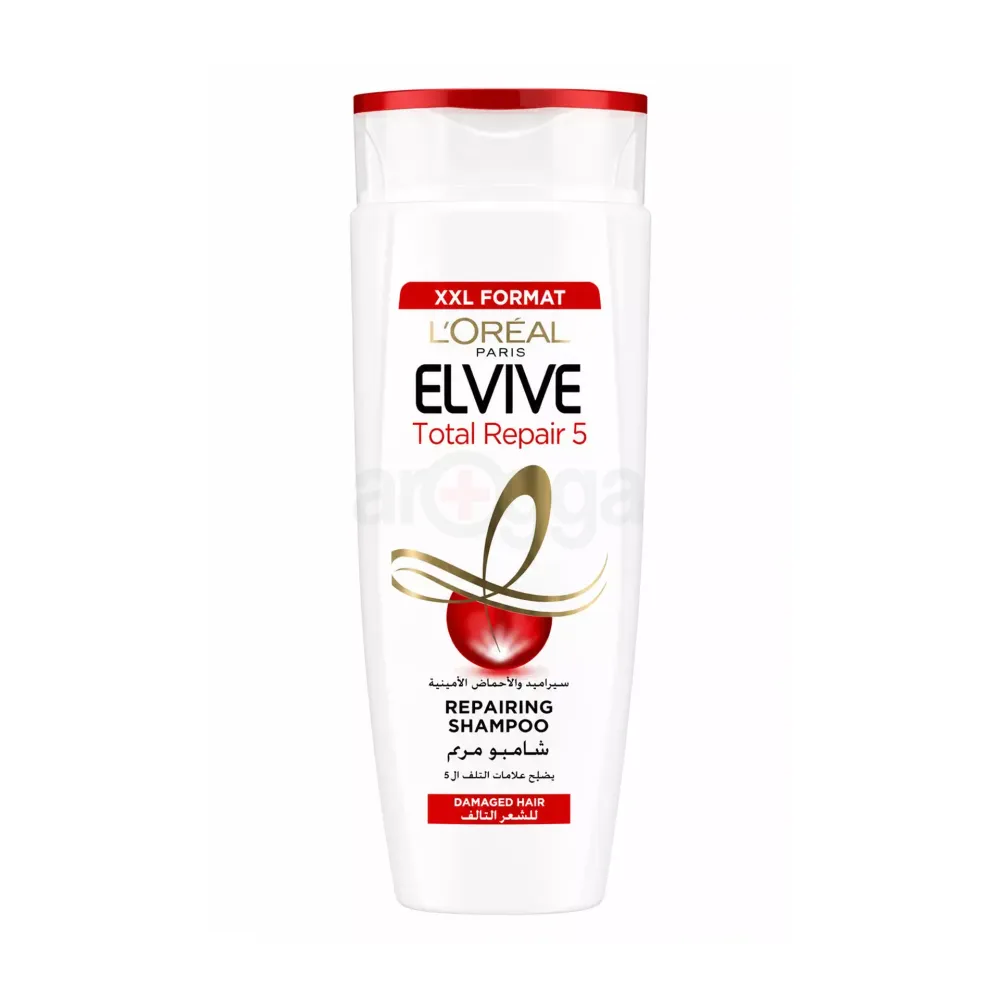 XXL FORMAT
L'ORÉAL
PARIS
ELVIVE
Total Repair 5
arogga
سيراميد والأحماض الأمينية
REPAIRING
SHAMPOO
شامبو مرمم
يصلح علامات التلف ال 5
DAMAGED HAIR
للشعر التالف